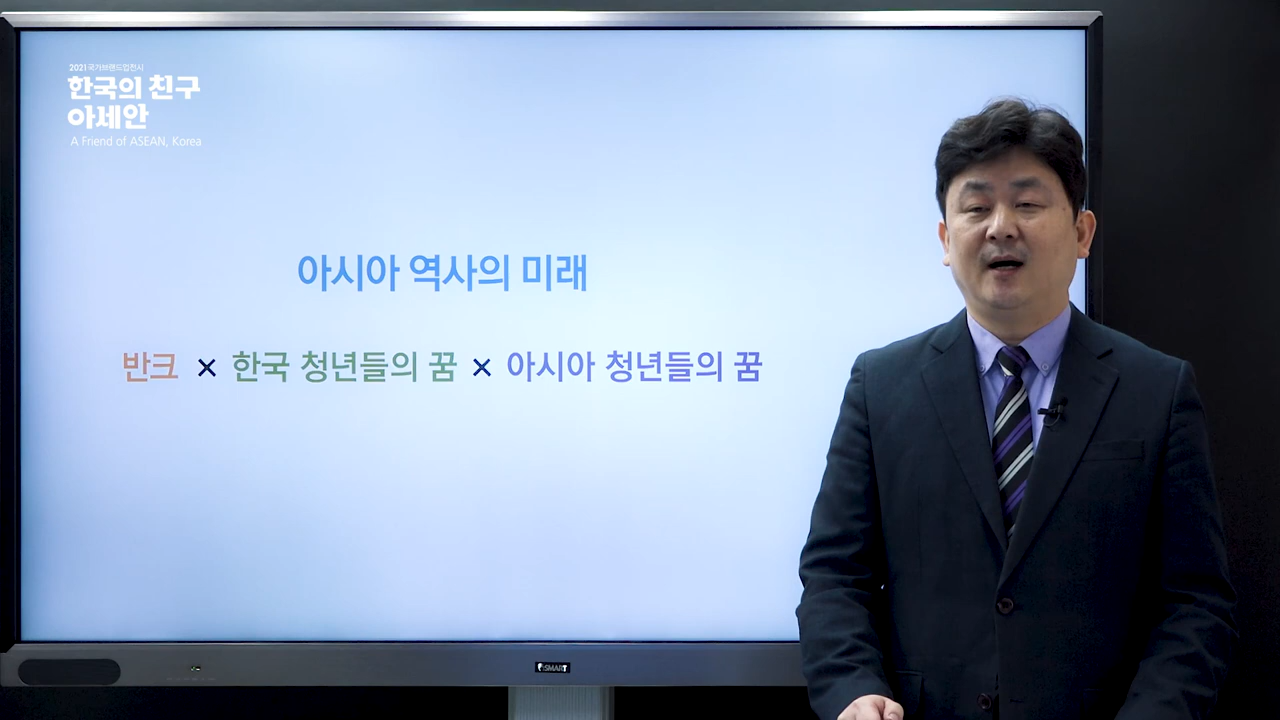 2021국가브랜드업전시
한국의 친구
아세안
A Friend of ASEAN, Korea
아시아 역사의 미래
반크 × 한국 청년들의 꿈 × 아시아 청년들의 꿈
SMART